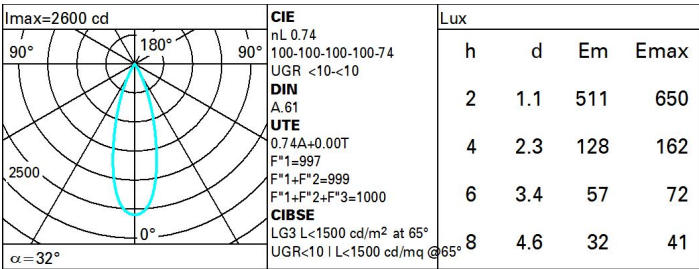 Imax=2600 cd
90° 180° 90°
2500
0°
α=32°
CIE
nL 0.74
100-100-100-100-74
UGR <10-<10
DIN
A.61
UTE
0.74A+0.00T
F"1=997
F"1+F"2=999
F"1+F"2+F"3=1000
CIBSE
LG3 L<1500 cd/m² at 65°
UGR<10 | L<1500 cd/mq @65°
Lux
h d Em Emax
2 1.1 511 650
4 2.3 128 162
6 3.4 57 72
8 4.6 32 41